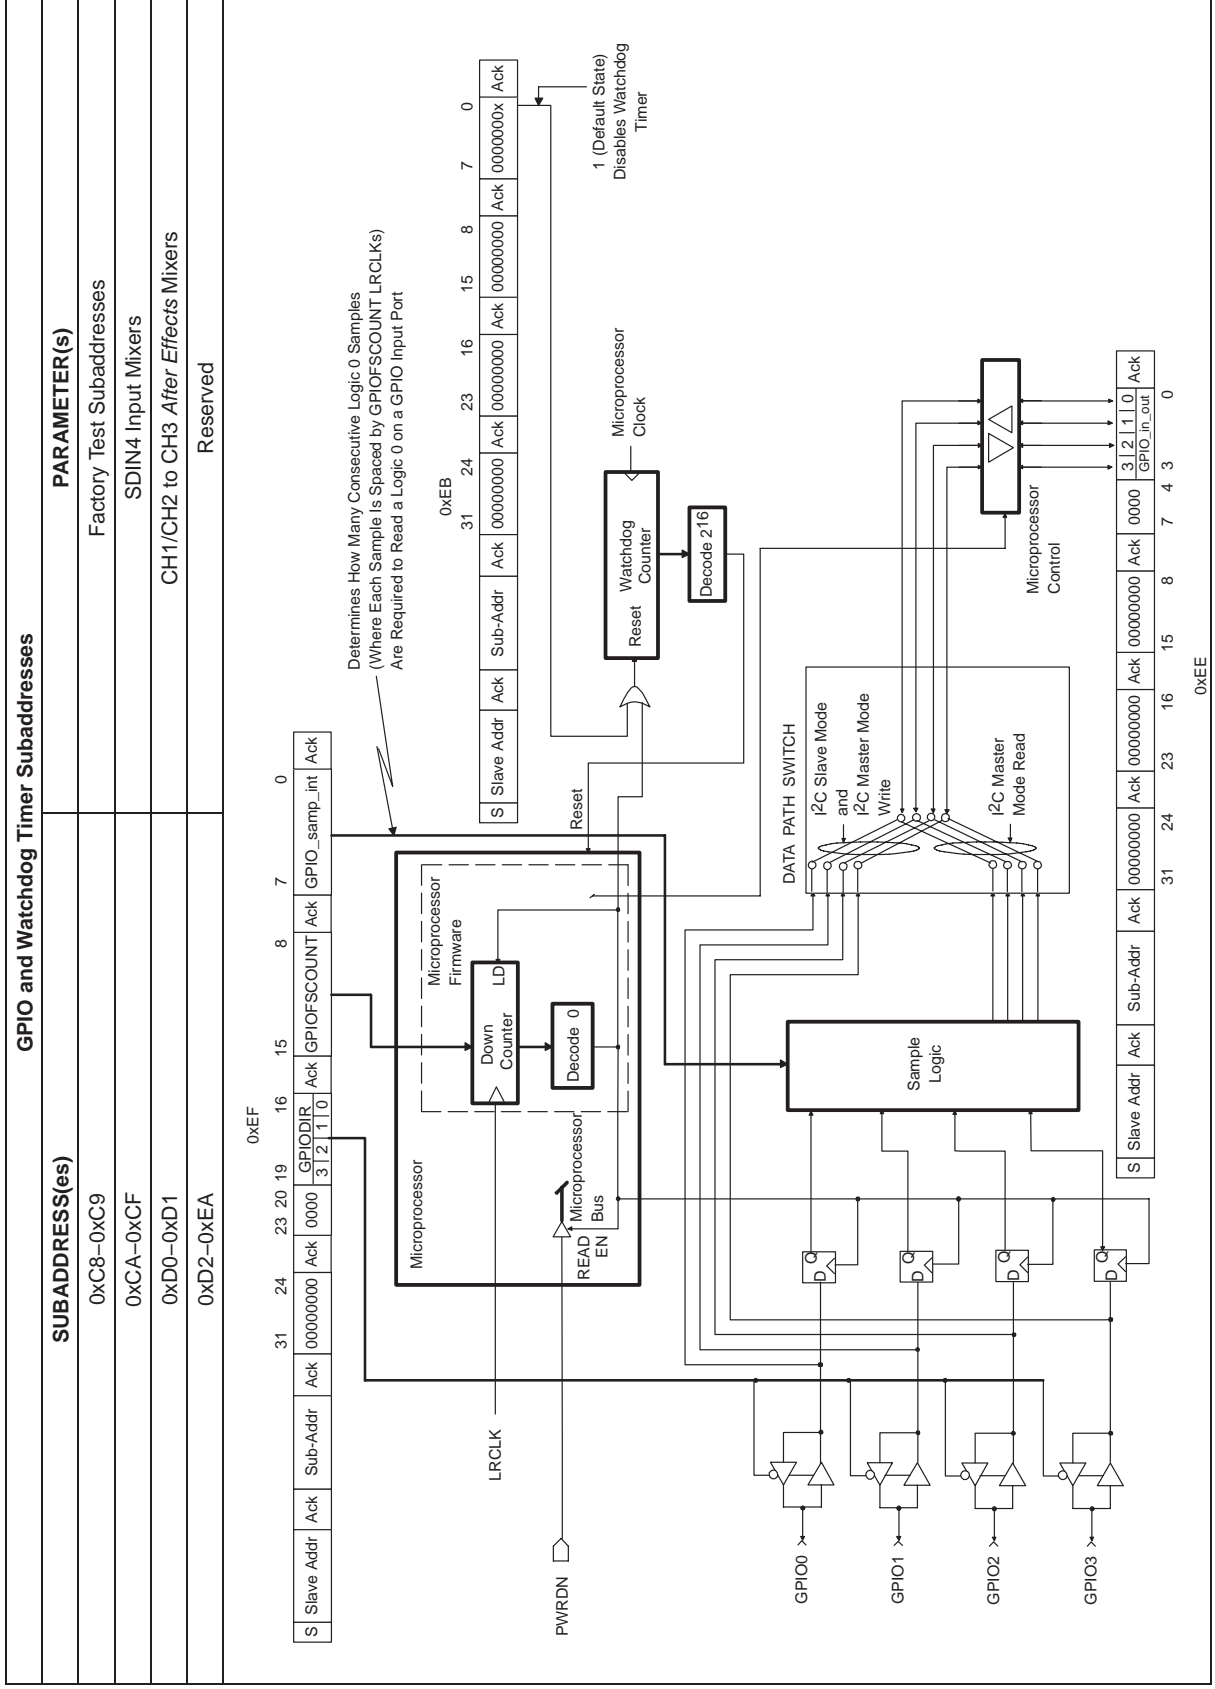 GPIO and Watchdog Timer Subaddresses
SUBADDRESS(es) PARAMETER(s)
0xC8−0xC9 Factory Test Subaddresses
0xCA−0xCF SDIN4 Input Mixers
0xD0−0xD1 CH1/CH2 to CH3 After Effects Mixers
0xD2−0xEA Reserved
0xEF
31 24 23 20 19 16 15 8 7 0
S Slave Addr Ack Sub-Addr Ack 00000000 Ack 0000 GPIODIR 3 2 1 0 Ack GPIOFSCOUNT Ack GPIO_samp_int Ack
Determines How Many Consecutive Logic 0 Samples
(Where Each Sample Is Spaced by GPIOFSCOUNT LRCLKs)
Are Required to Read a Logic 0 on a GPIO Input Port
0xEB
31 24 23 16 15 8 7 0
S Slave Addr Ack Sub-Addr Ack 00000000 Ack 00000000 Ack 00000000 Ack 0000000x Ack
1 (Default State)
Disables Watchdog
Timer
Microprocessor
Microprocessor
Firmware
LRCLK
Down
Counter
LD
Decode 0
PWRDN
READ
EN
Microprocessor
Bus
Reset
Reset
Watchdog
Counter
Microprocessor
Clock
Decode 2^16
DATA PATH SWITCH
I2C Slave Mode
and
I2C Master Mode
Write
I2C Master
Mode Read
Microprocessor
Control
Sample
Logic
GPIO0
D Q
GPIO1
D Q
GPIO2
D Q
GPIO3
D Q
S Slave Addr Ack Sub-Addr Ack 00000000 Ack 00000000 Ack 00000000 Ack 0000 3 2 1 0 GPIO_in_out Ack
31 24 23 16 15 8 7 4 3 0
0xEE